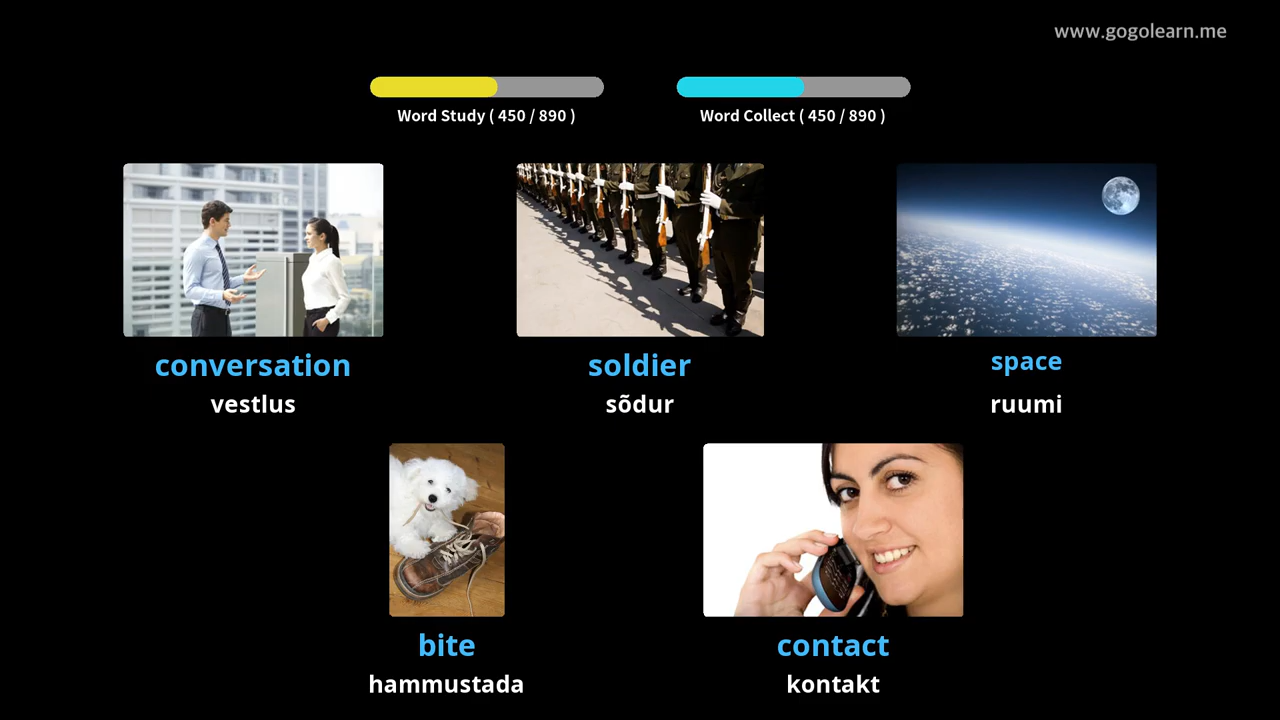 www.gogolearn.me
Word Study ( 450 / 890 )
Word Collect ( 450 / 890 )
conversation
vestlus
soldier
sõdur
space
ruumi
bite
hammustada
contact
kontakt